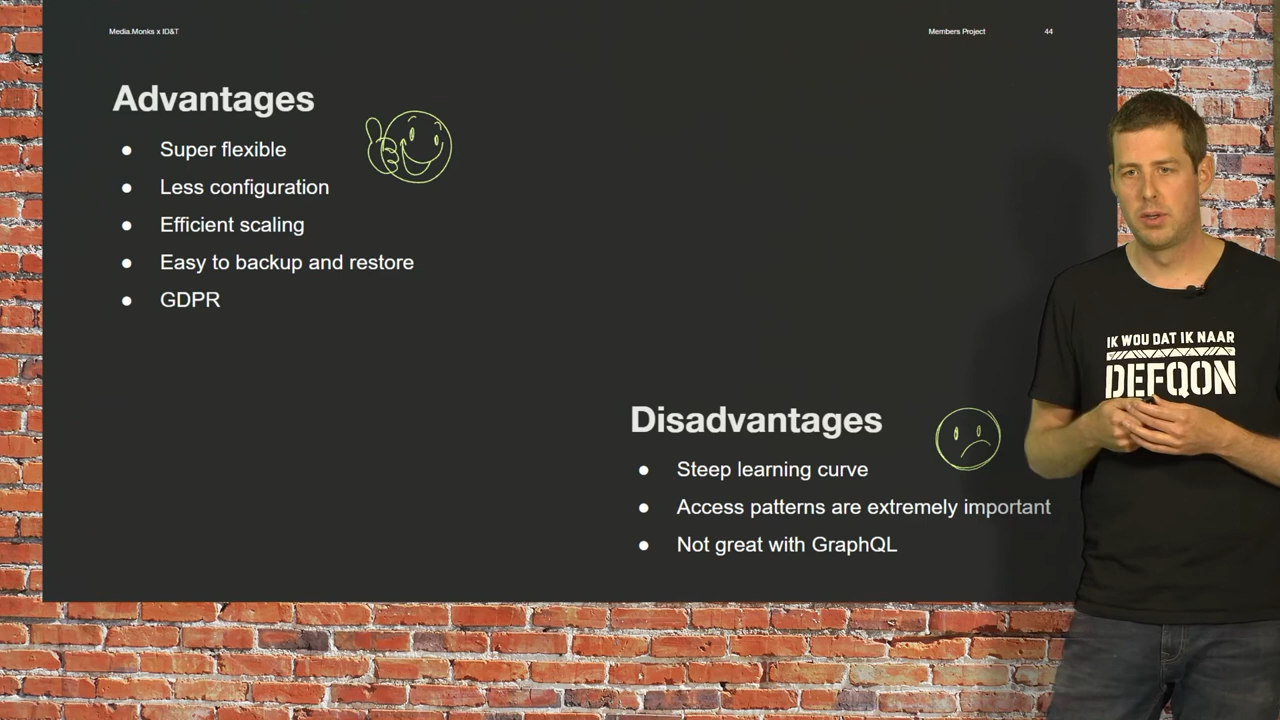 Media.Monks x ID&T
Members Project
44
Advantages
● Super flexible
● Less configuration
● Efficient scaling
● Easy to backup and restore
● GDPR
Disadvantages
● Steep learning curve
● Access patterns are extremely important
● Not great with GraphQL
IK WOU DAT IK NAAR
DEFQON